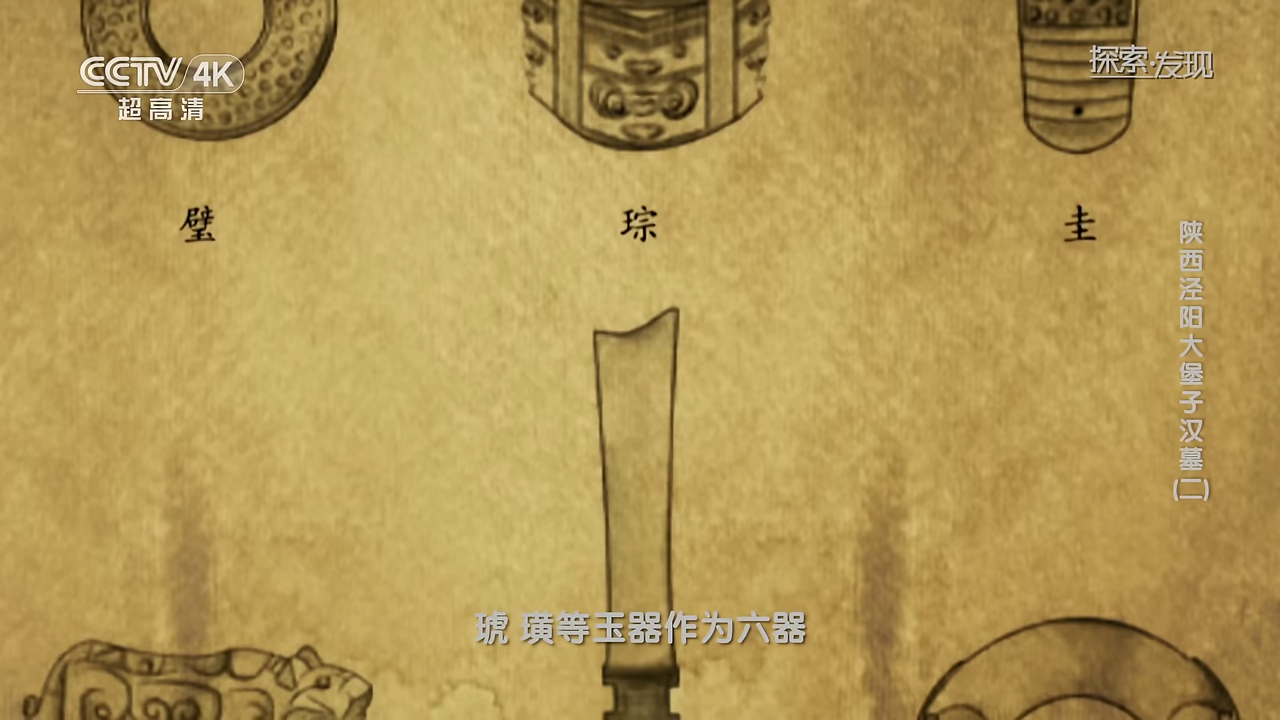 CCTV 4K
超高清
探索·发现
璧
琮
圭
陕西泾阳大堡子汉墓(二)
琥 璜等玉器作为六器